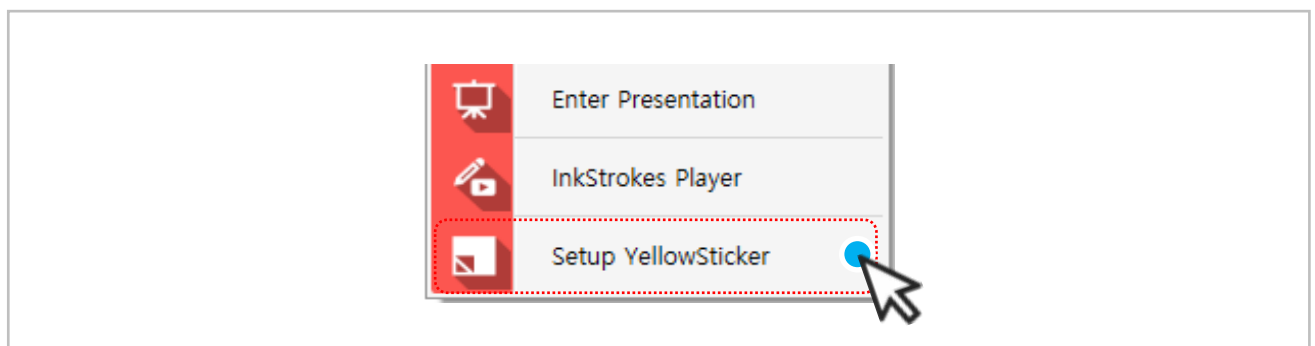 Enter Presentation
InkStrokes Player
Setup YellowSticker